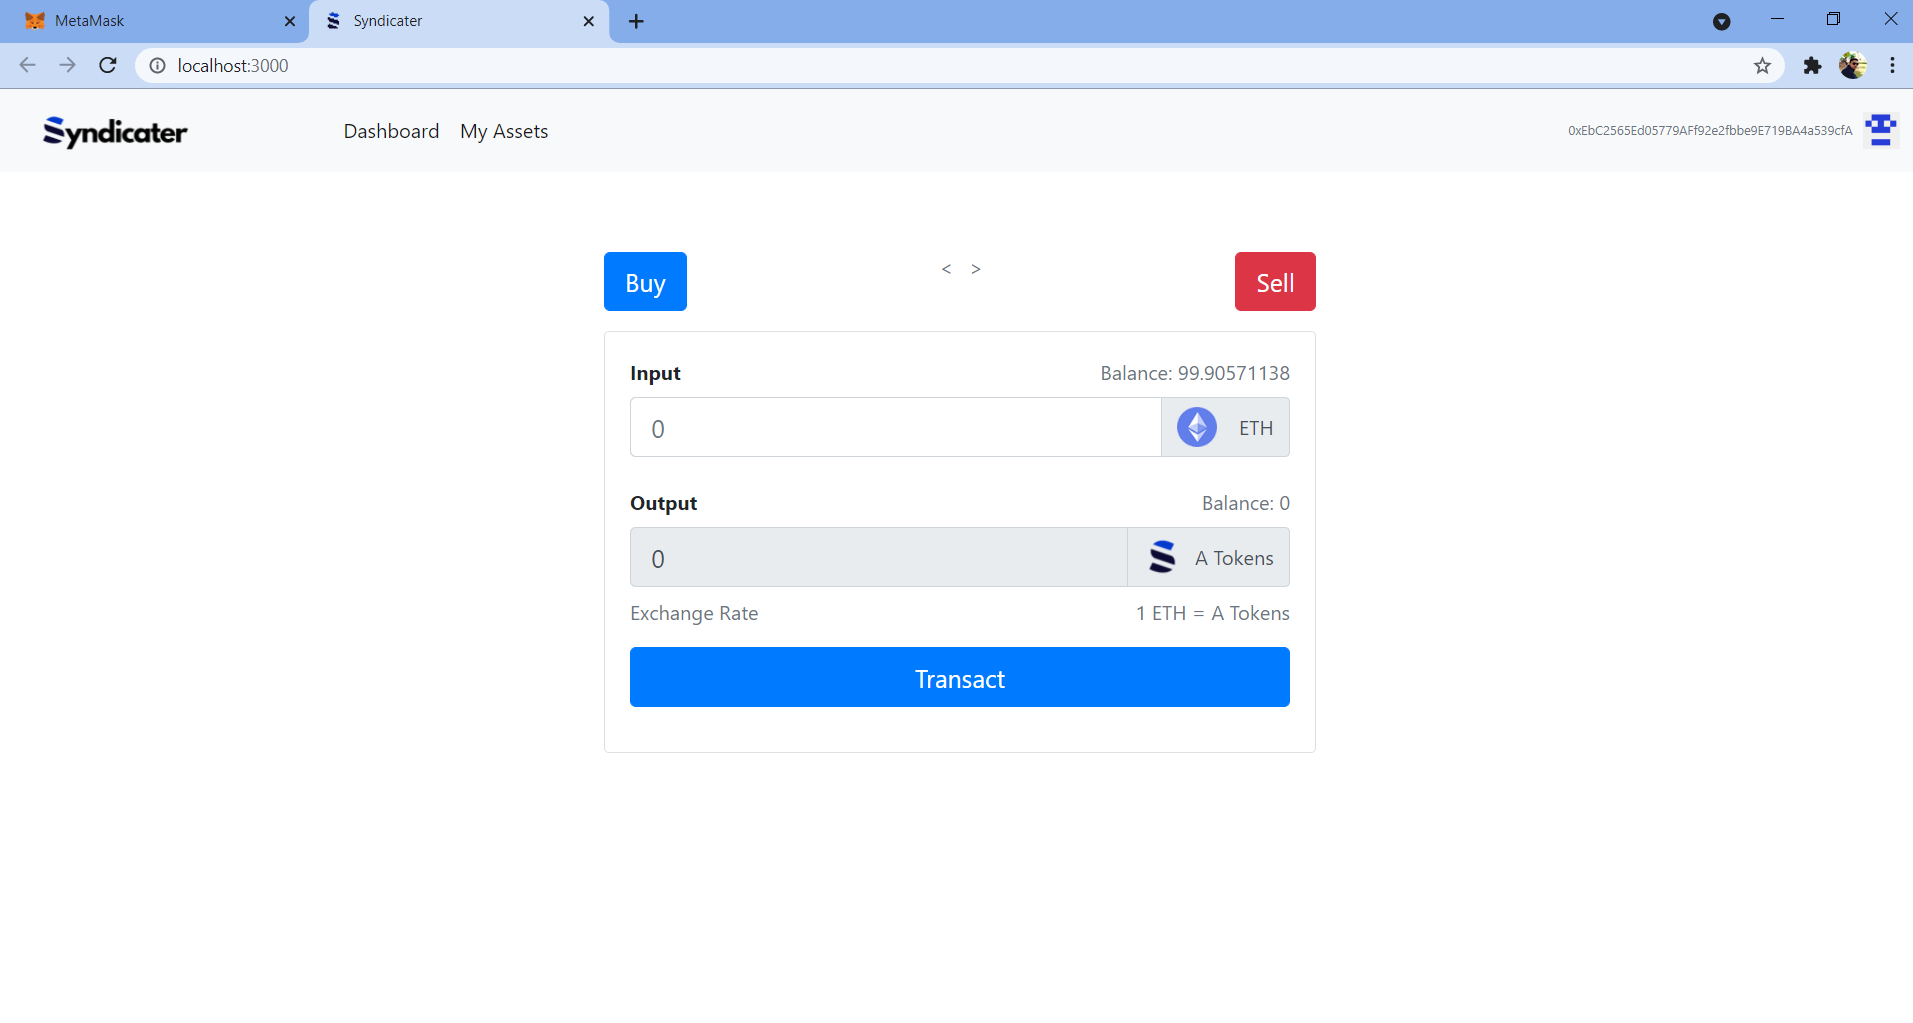 MetaMask
Syndicater
localhost:3000
Syndicater
Dashboard My Assets
0xEbC2565Ed05779AFf92e2fbbe9E719BA4a539cfA
Buy
< >
Sell
Input
Balance: 99.90571138
0
ETH
Output
Balance: 0
0
A Tokens
Exchange Rate
1 ETH = A Tokens
Transact